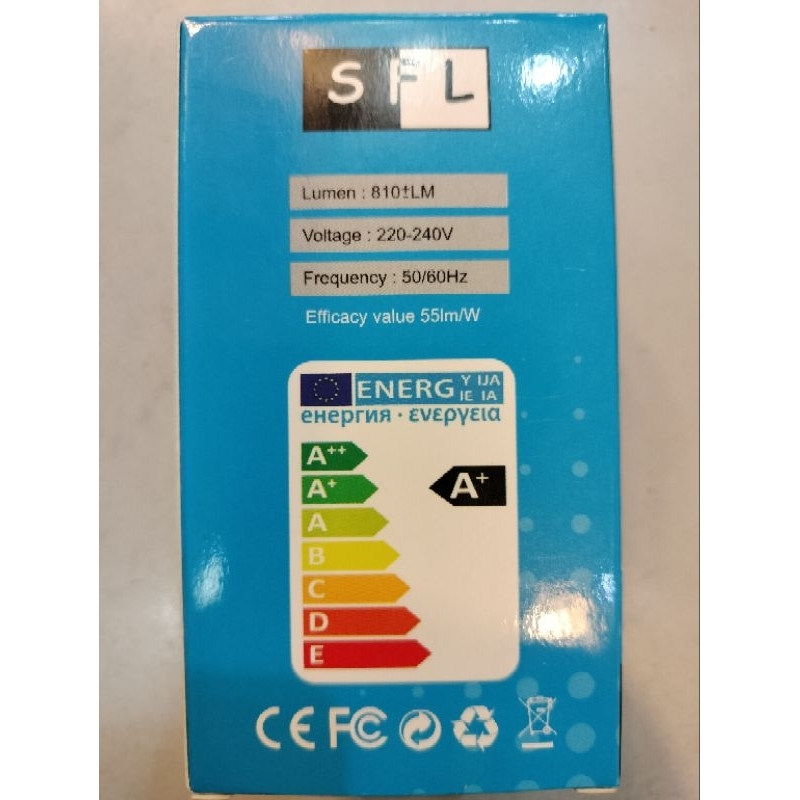 SFL
Lumen : 810±LM
Voltage : 220-240V
Frequency : 50/60Hz
Efficacy value 55lm/W
ENERG Y IJA
IE IA
енергия · ενεργεια
A++
A+ A+
A
B
C
D
E
CE FC